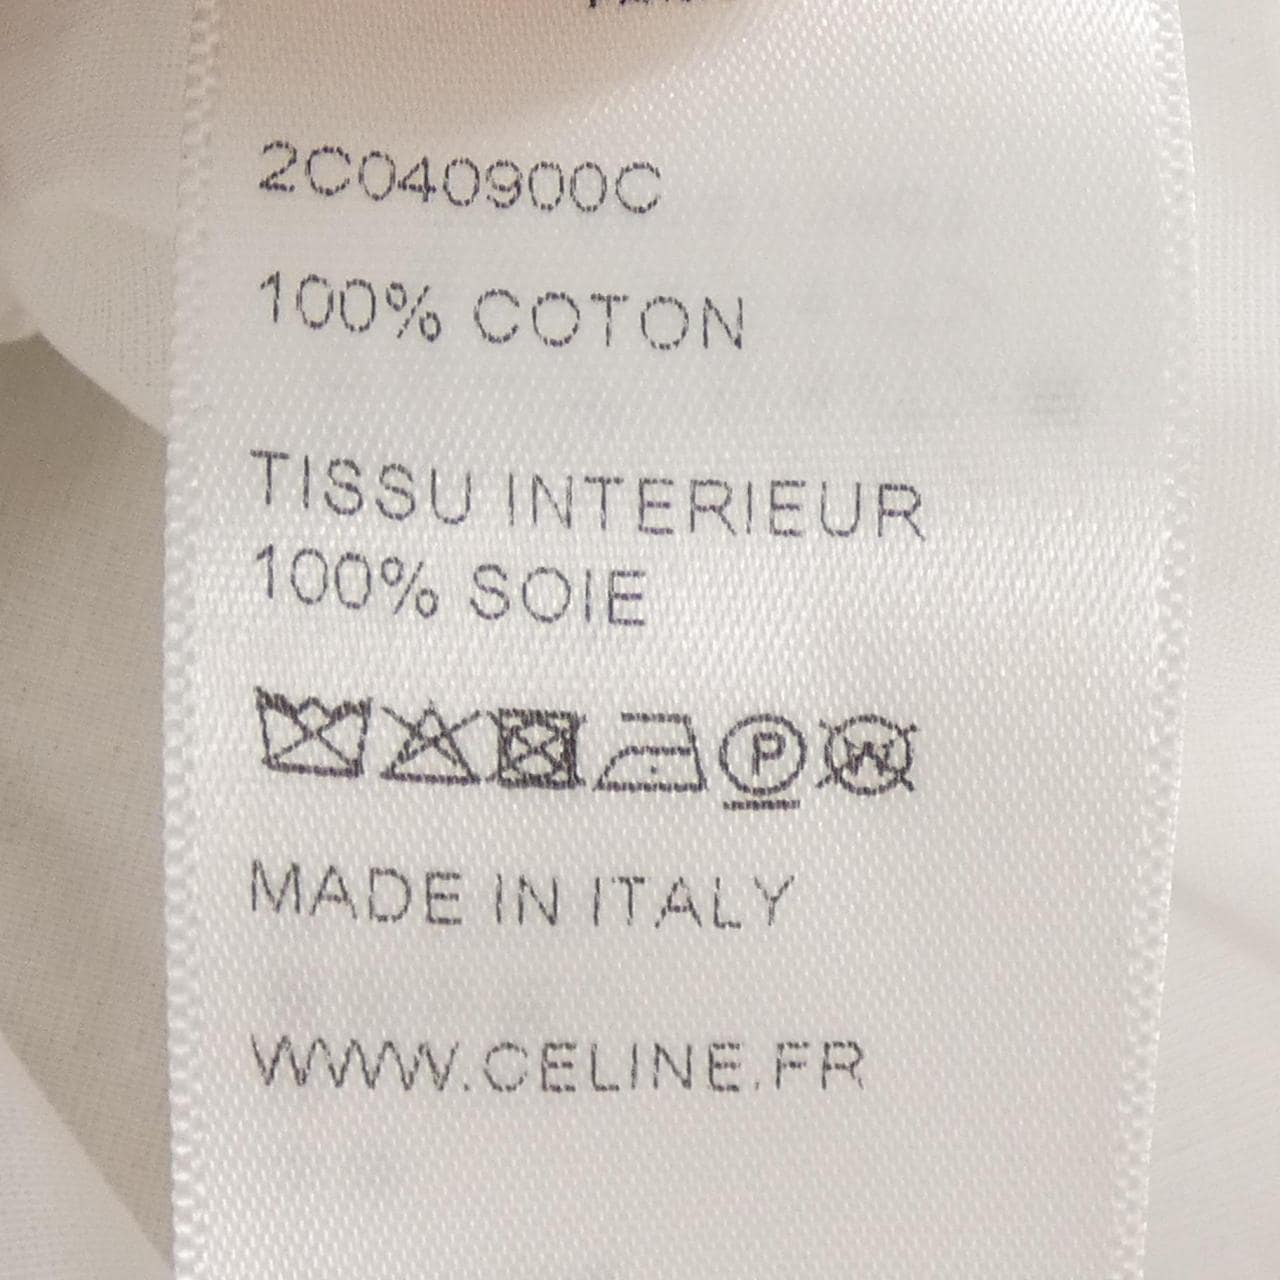 2C040900C
100% COTON
TISSU INTERIEUR
100% SOIE
P W
MADE IN ITALY
WWW.CELINE.FR